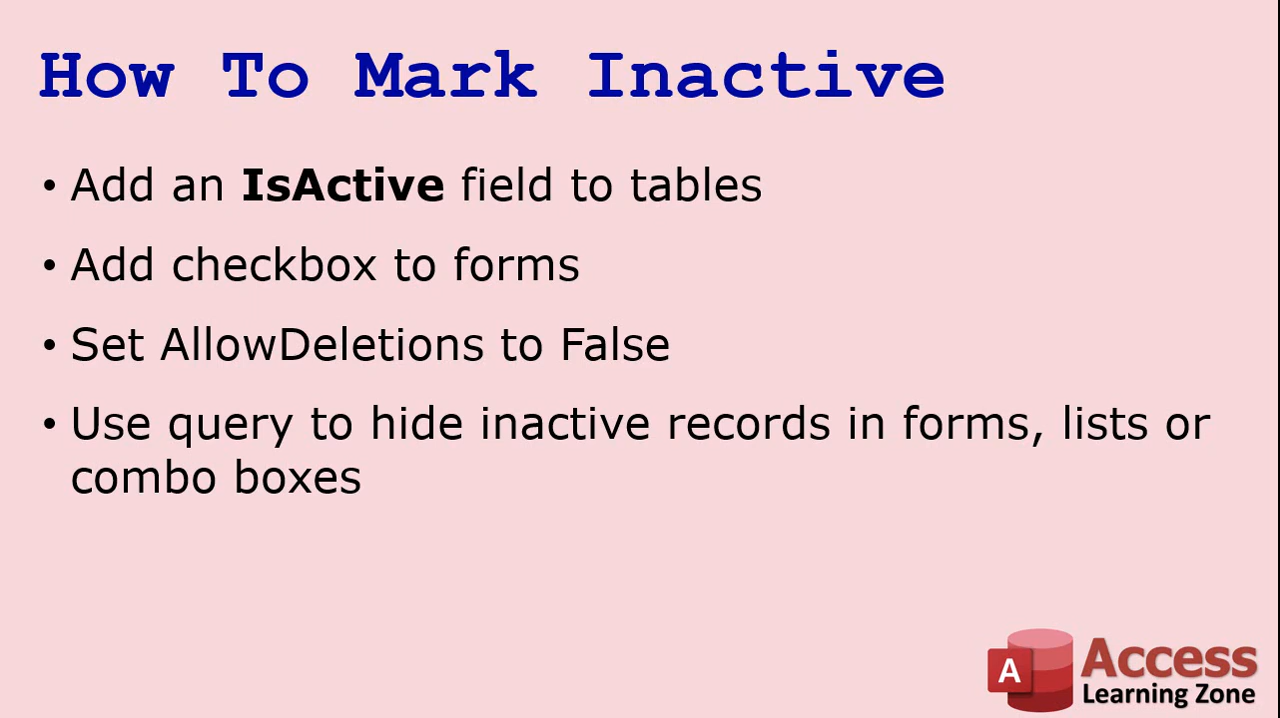 How To Mark Inactive
• Add an IsActive field to tables
• Add checkbox to forms
• Set AllowDeletions to False
• Use query to hide inactive records in forms, lists or
combo boxes
A
Access
Learning Zone